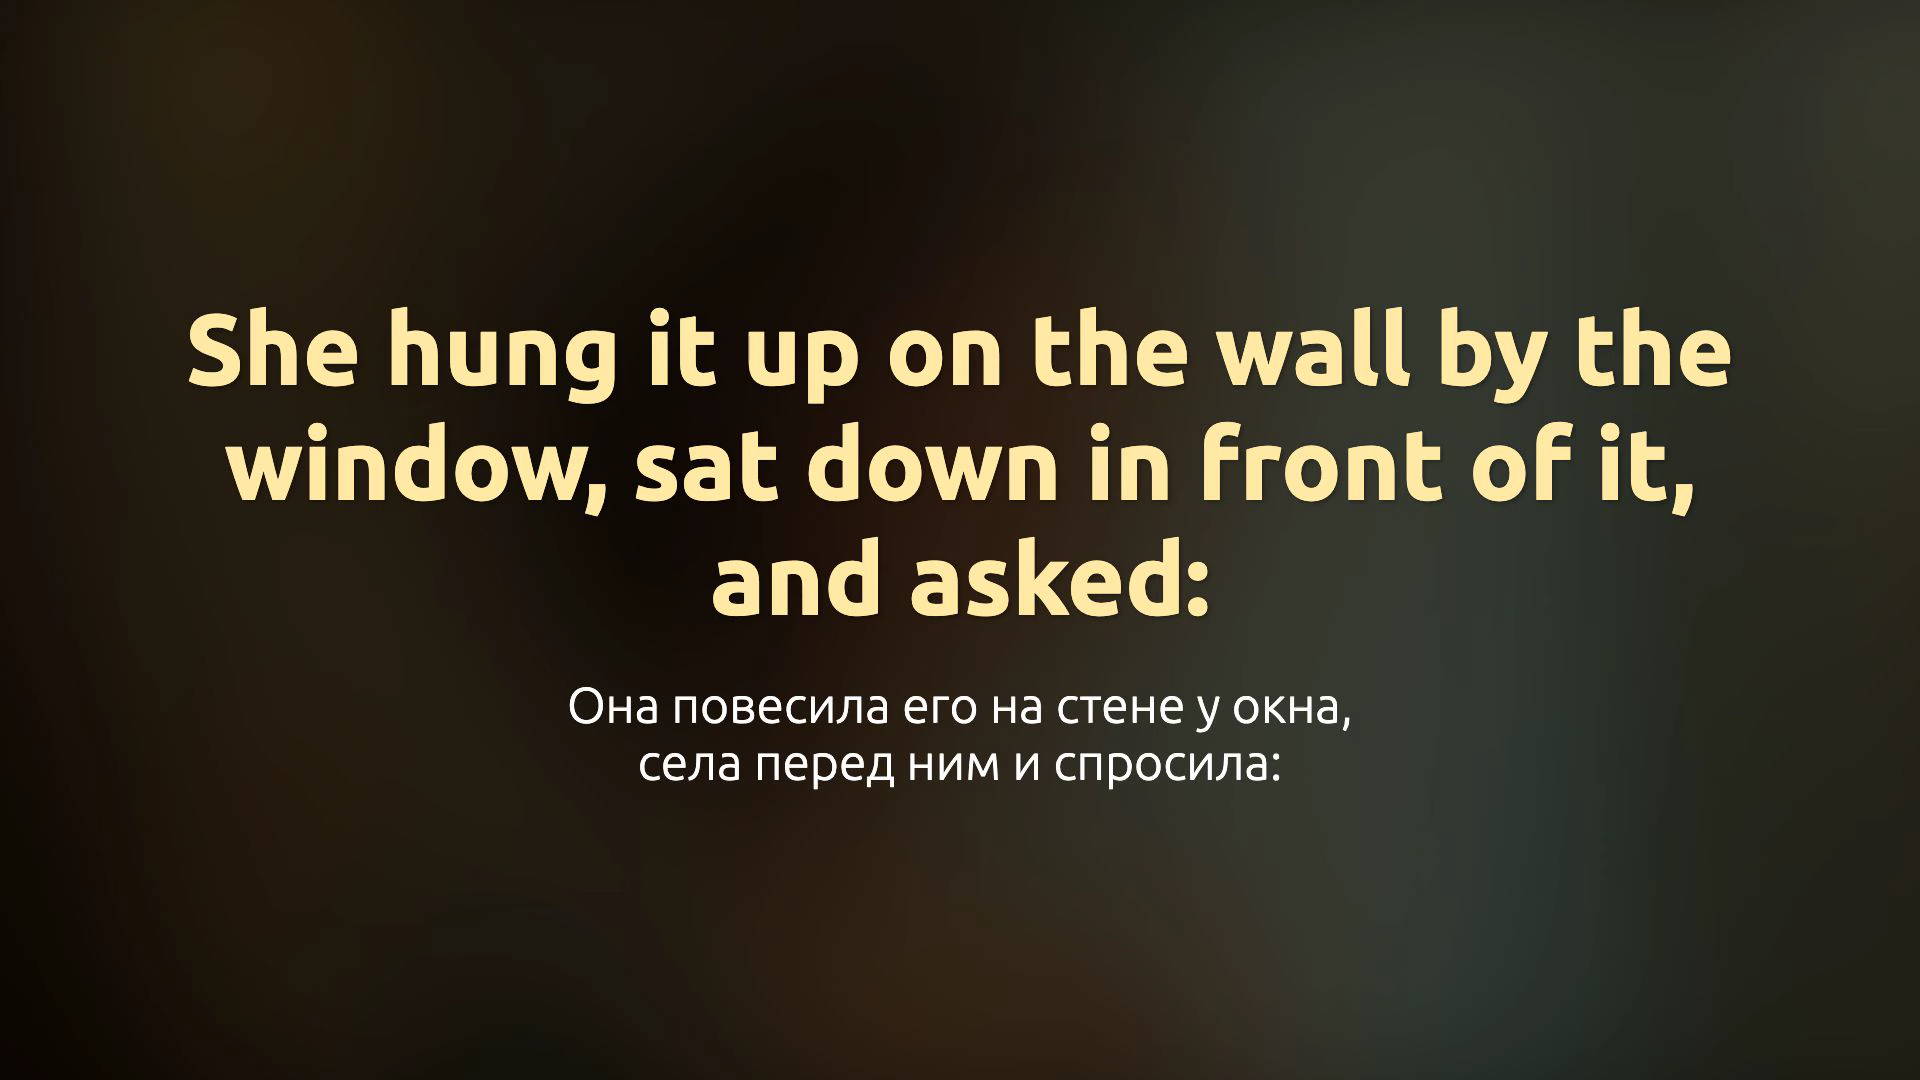 She hung it up on the wall by the
window, sat down in front of it,
and asked:
Она повесила его на стене у окна,
села перед ним и спросила: